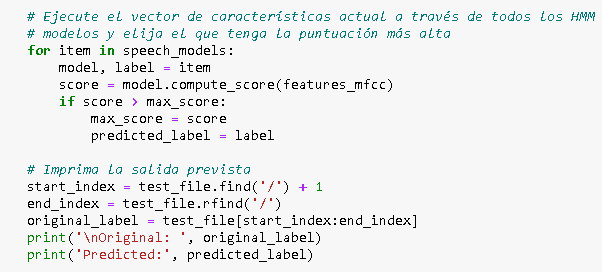 # Ejecute el vector de características actual a través de todos los HMM
# modelos y elija el que tenga la puntuación más alta
for item in speech_models:
    model, label = item
    score = model.compute_score(features_mfcc)
    if score > max_score:
        max_score = score
        predicted_label = label

# Imprima la salida prevista
start_index = test_file.find('/') + 1
end_index = test_file.rfind('/')
original_label = test_file[start_index:end_index]
print('\nOriginal: ', original_label)
print('Predicted:', predicted_label)